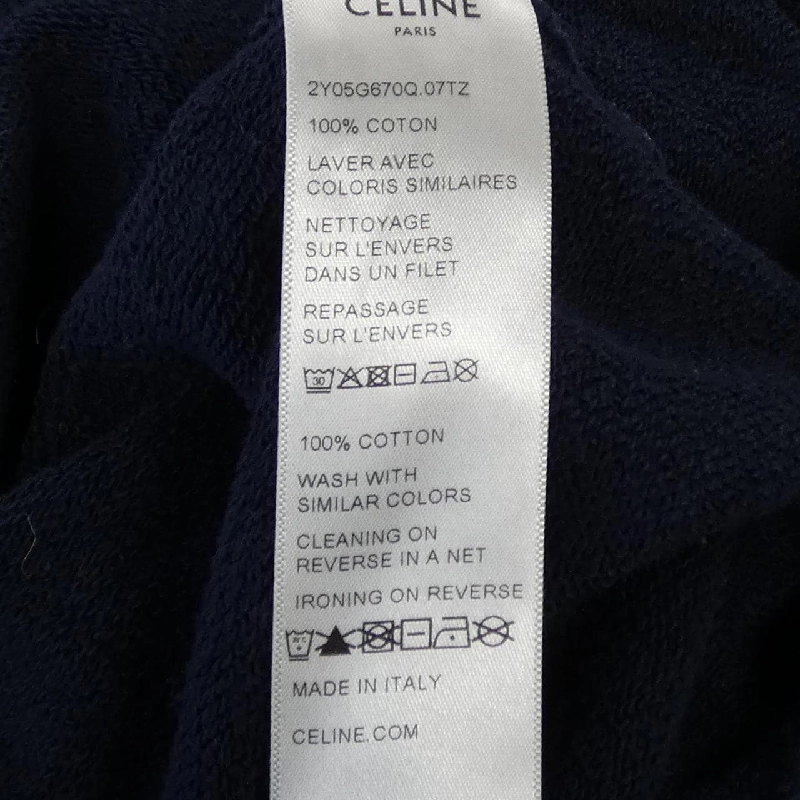 CELINE
PARIS
2Y05G670Q.07TZ
100% COTON
LAVER AVEC
COLORIS SIMILAIRES
NETTOYAGE
SUR L'ENVERS
DANS UN FILET
REPASSAGE
SUR L'ENVERS
30
100% COTTON
WASH WITH
SIMILAR COLORS
CLEANING ON
REVERSE IN A NET
IRONING ON REVERSE
MADE IN ITALY
CELINE.COM